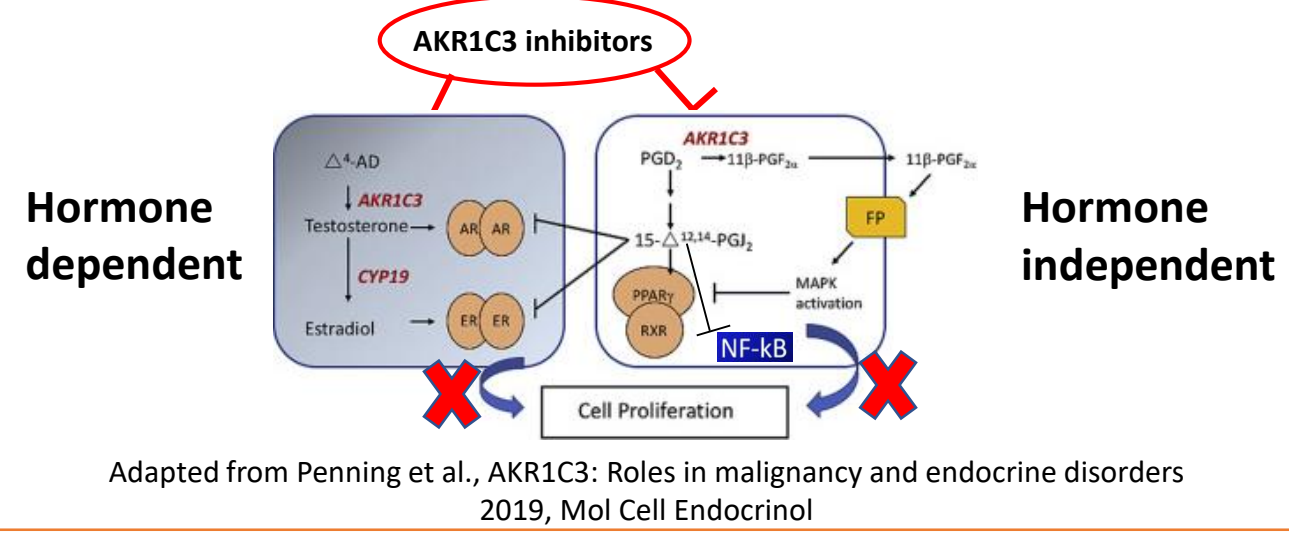 AKR1C3 inhibitors
Hormone
dependent
△⁴-AD
AKR1C3
Testosterone
AR AR
CYP19
Estradiol
ER ER
AKR1C3
PGD₂
11β-PGF₂α
11β-PGF₂α
FP
15-△¹²,¹⁴-PGJ₂
MAPK
activation
PPARγ
RXR
NF-kB
Hormone
independent
Cell Proliferation
Adapted from Penning et al., AKR1C3: Roles in malignancy and endocrine disorders
2019, Mol Cell Endocrinol